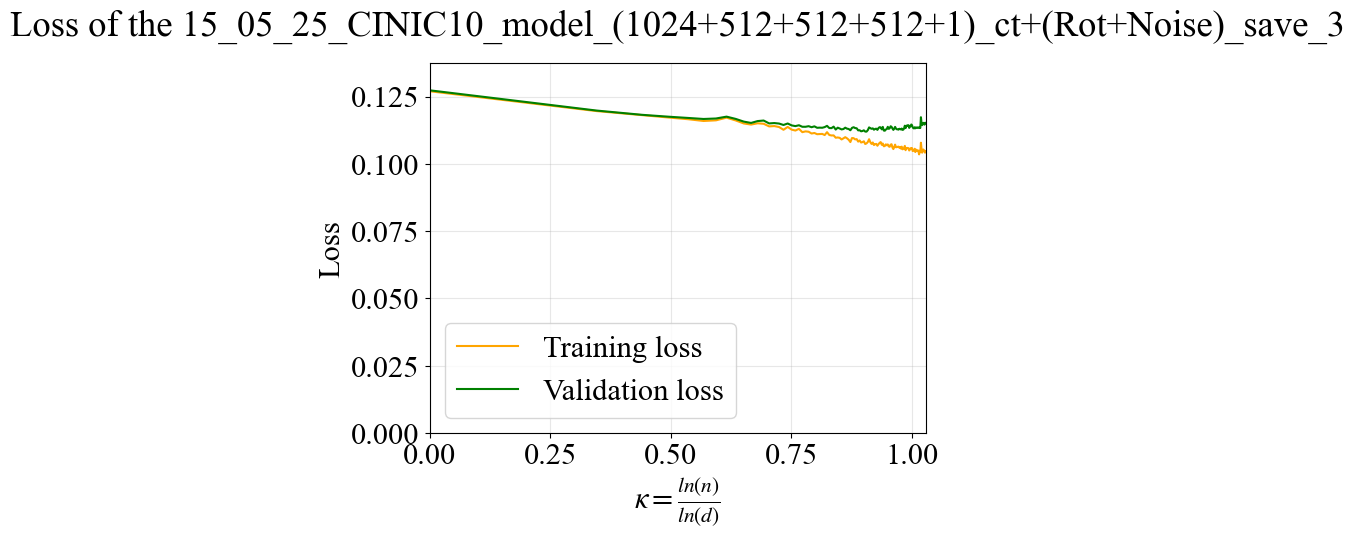 Loss of the 15_05_25_CINIC10_model_(1024+512+512+512+1)_ct+(Rot+Noise)_save_3
0.125
0.100
0.075
0.050
0.025
0.000
Loss
Training loss
Validation loss
0.00 0.25 0.50 0.75 1.00
κ = ln(n)/ln(d)